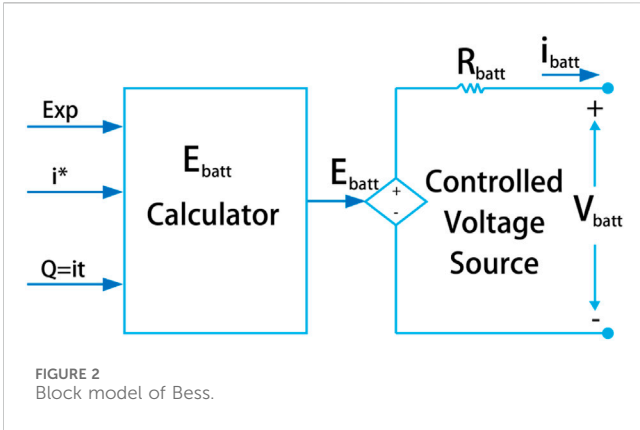 Exp
i*
Q=it
E batt
Calculator
E batt
+
-
R batt
i batt
Controlled
Voltage
Source
+
V batt
-
FIGURE 2
Block model of Bess.